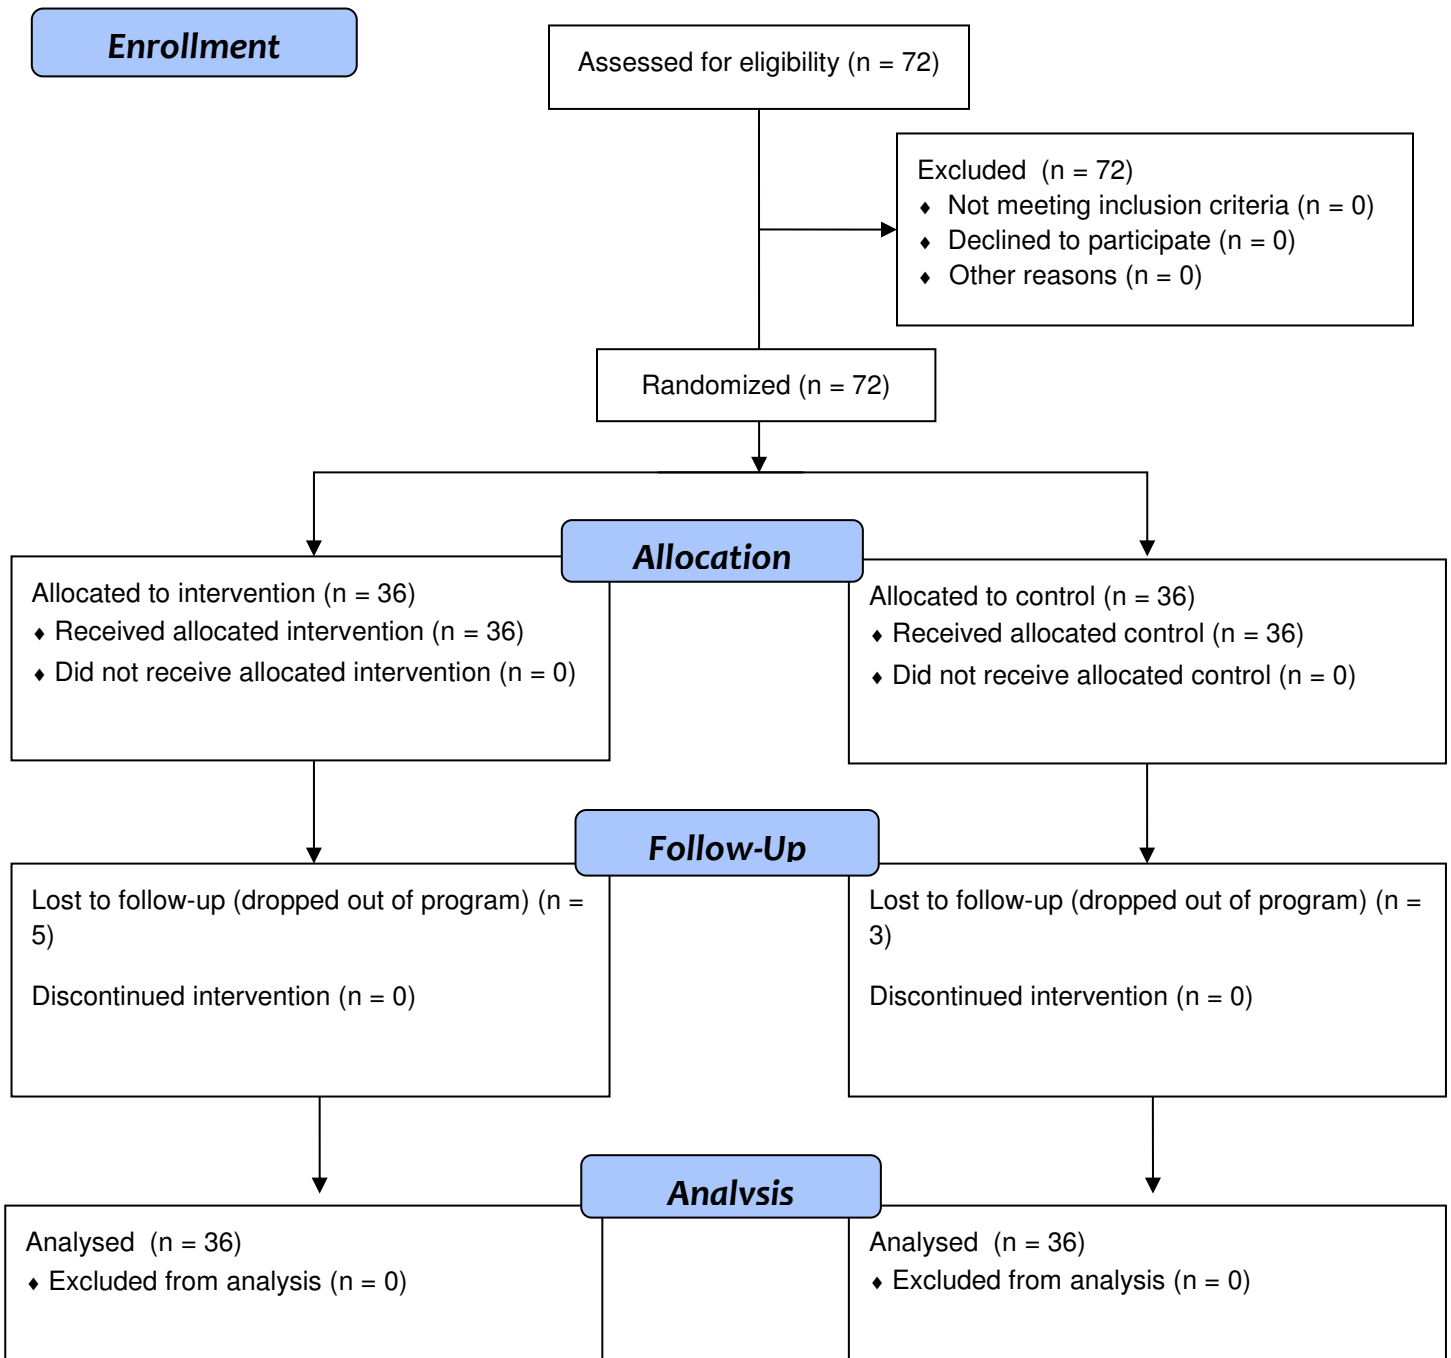 Enrollment
Assessed for eligibility (n = 72)
Excluded (n = 72)
♦ Not meeting inclusion criteria (n = 0)
♦ Declined to participate (n = 0)
♦ Other reasons (n = 0)
Randomized (n = 72)
Allocation
Allocated to intervention (n = 36)
♦ Received allocated intervention (n = 36)
♦ Did not receive allocated intervention (n = 0)
Allocated to control (n = 36)
♦ Received allocated control (n = 36)
♦ Did not receive allocated control (n = 0)
Follow-Up
Lost to follow-up (dropped out of program) (n =
5)
Discontinued intervention (n = 0)
Lost to follow-up (dropped out of program) (n =
3)
Discontinued intervention (n = 0)
Analysis
Analysed (n = 36)
♦ Excluded from analysis (n = 0)
Analysed (n = 36)
♦ Excluded from analysis (n = 0)